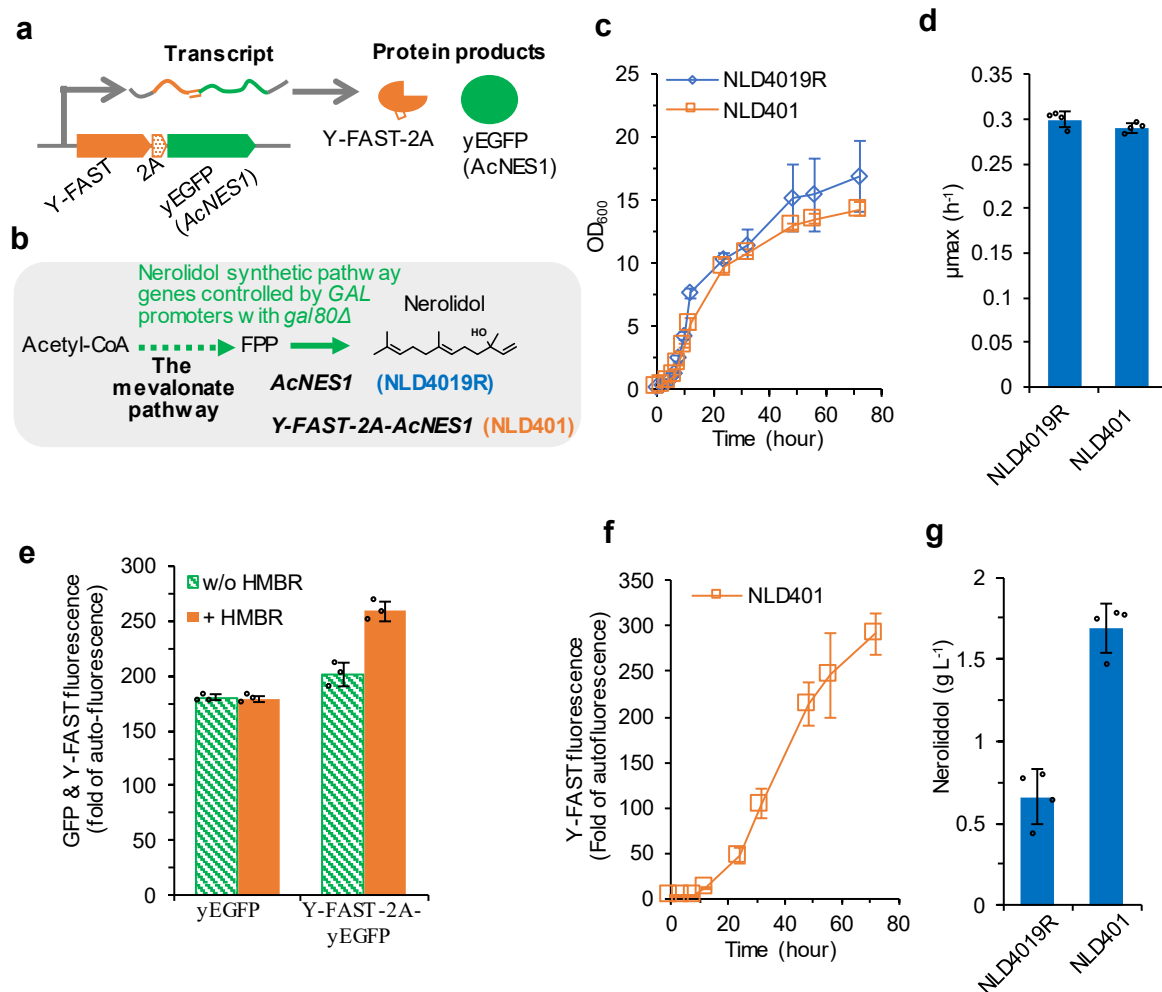 a
Transcript
Protein products
Y-FAST-2A
yEGFP
(AcNES1)
Y-FAST
2A
yEGFP
(AcNES1)
b
Nerolidol synthetic pathway
genes controlled by GAL
promoters with gal80Δ
Nerolidol
HO
Acetyl-CoA
FPP
The
mevalonate
pathway
AcNES1
(NLD4019R)
Y-FAST-2A-AcNES1 (NLD401)
c
NLD4019R
NLD401
25
20
15
10
5
0
OD600
0 20 40 60 80
Time (hour)
d
0.35
0.3
0.25
0.2
0.15
0.1
0.05
0
µmax (h-1)
NLD4019R
NLD401
e
w/o HMBR
+ HMBR
300
250
200
150
100
50
0
GFP & Y-FAST fluorescence
(fold of auto-fluorescence)
yEGFP
Y-FAST-2A-
yEGFP
f
NLD401
350
300
250
200
150
100
50
0
Y-FAST fluorescence
(Fold of autofluorescence)
0 20 40 60 80
Time (hour)
g
2
1.5
1
0.5
0
Neroliddol (g L-1)
NLD4019R
NLD401